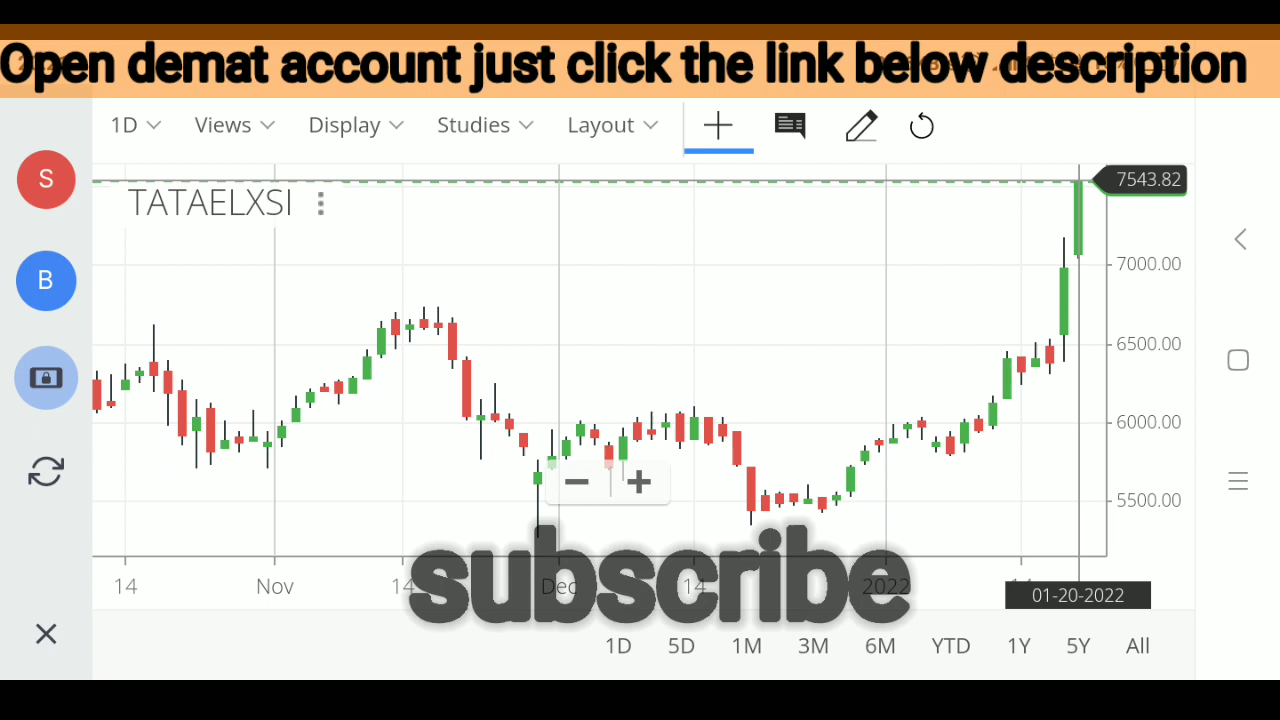 Open demat account just click the link below description
1D Views Display Studies Layout
S
TATAELXSI
7543.82
B
7000.00
6500.00
6000.00
5500.00
subscribe
14 Nov 14 Dec 14 2022 14
01-20-2022
1D 5D 1M 3M 6M YTD 1Y 5Y All